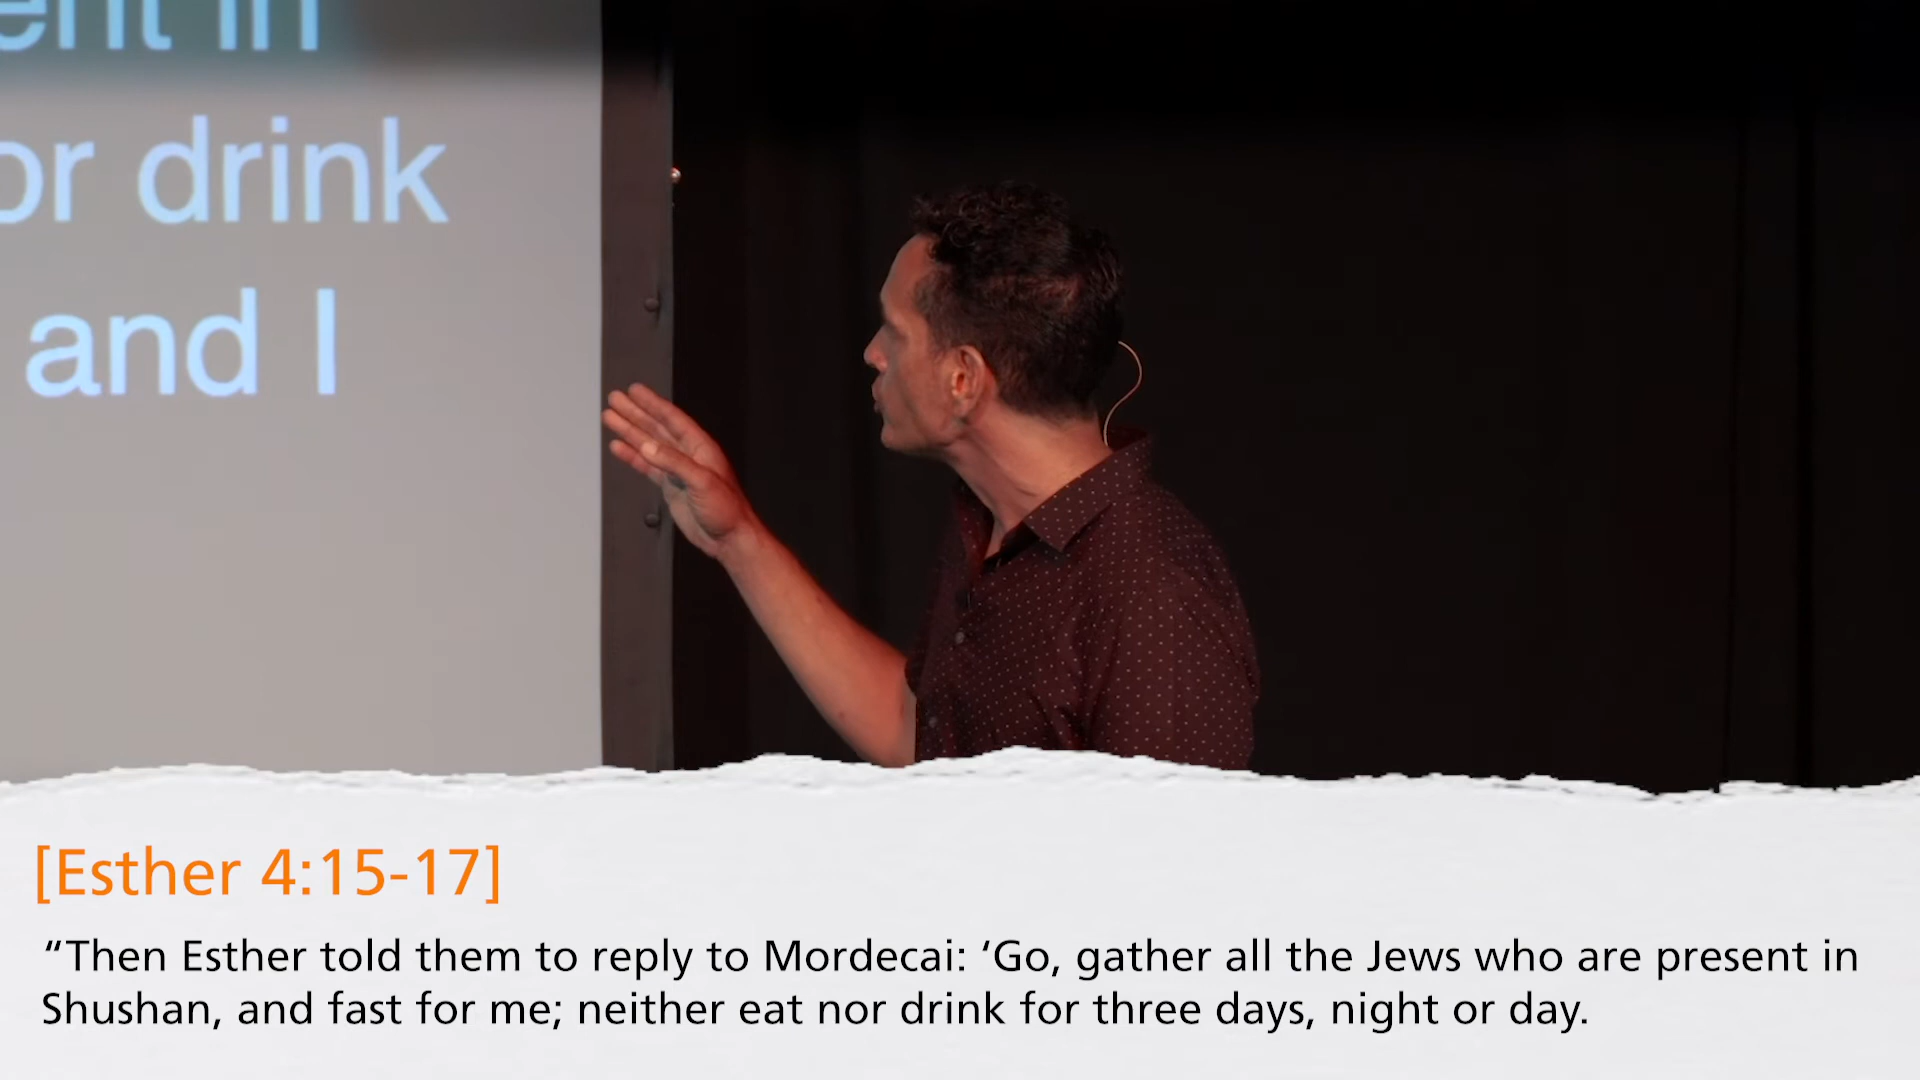 ent in
or drink
and I
[Esther 4:15-17]
“Then Esther told them to reply to Mordecai: ‘Go, gather all the Jews who are present in
Shushan, and fast for me; neither eat nor drink for three days, night or day.